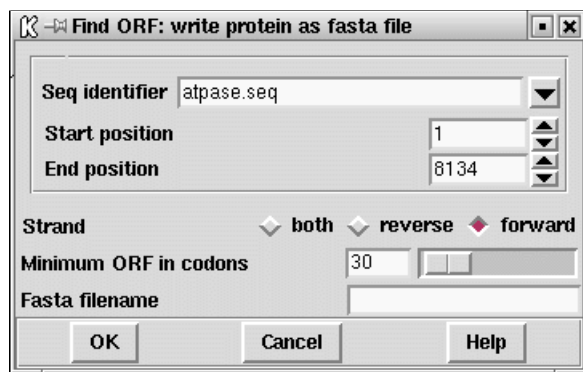 Find ORF: write protein as fasta file
Seq identifier atpase.seq
Start position 1
End position 8134
Strand both reverse forward
Minimum ORF in codons 30
Fasta filename
OK Cancel Help